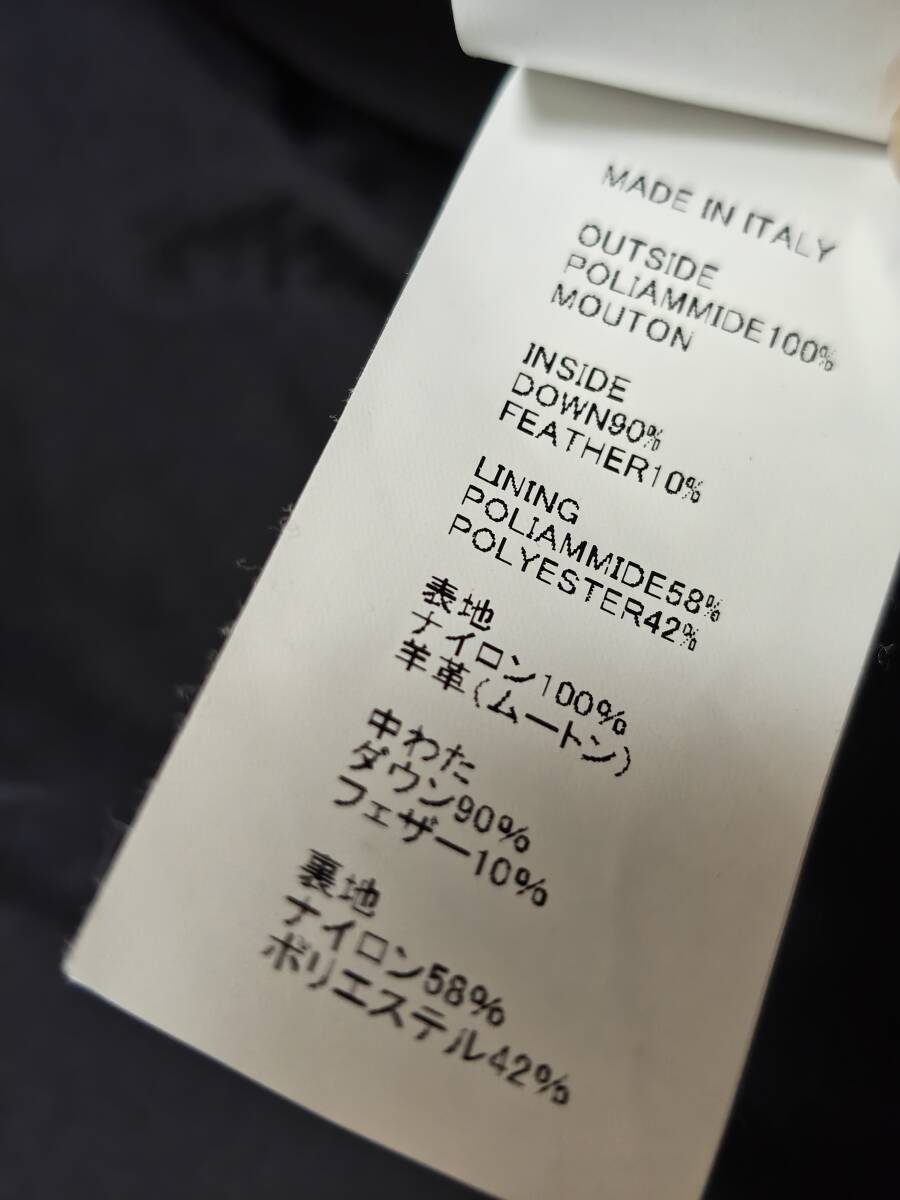 MADE IN ITALY
OUTSIDE
POLIAMMIDE100%
MOUTON
INSIDE
DOWN90%
FEATHER10%
LINING
POLIAMMIDE58%
POLYESTER42%
表地
ナイロン100%
羊革(ムートン)
中わた
ダウン90%
フェザー10%
裏地
ナイロン58%
ポリエステル42%